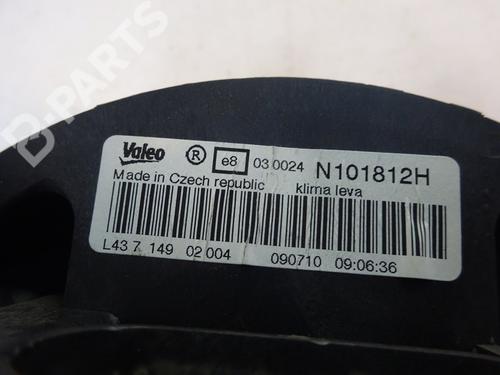 B-PARTS
Valeo ® e8 03 0024 N101812H
Made in Czech republic klima leva
L43 7 149 02 004 090710 09:06:36